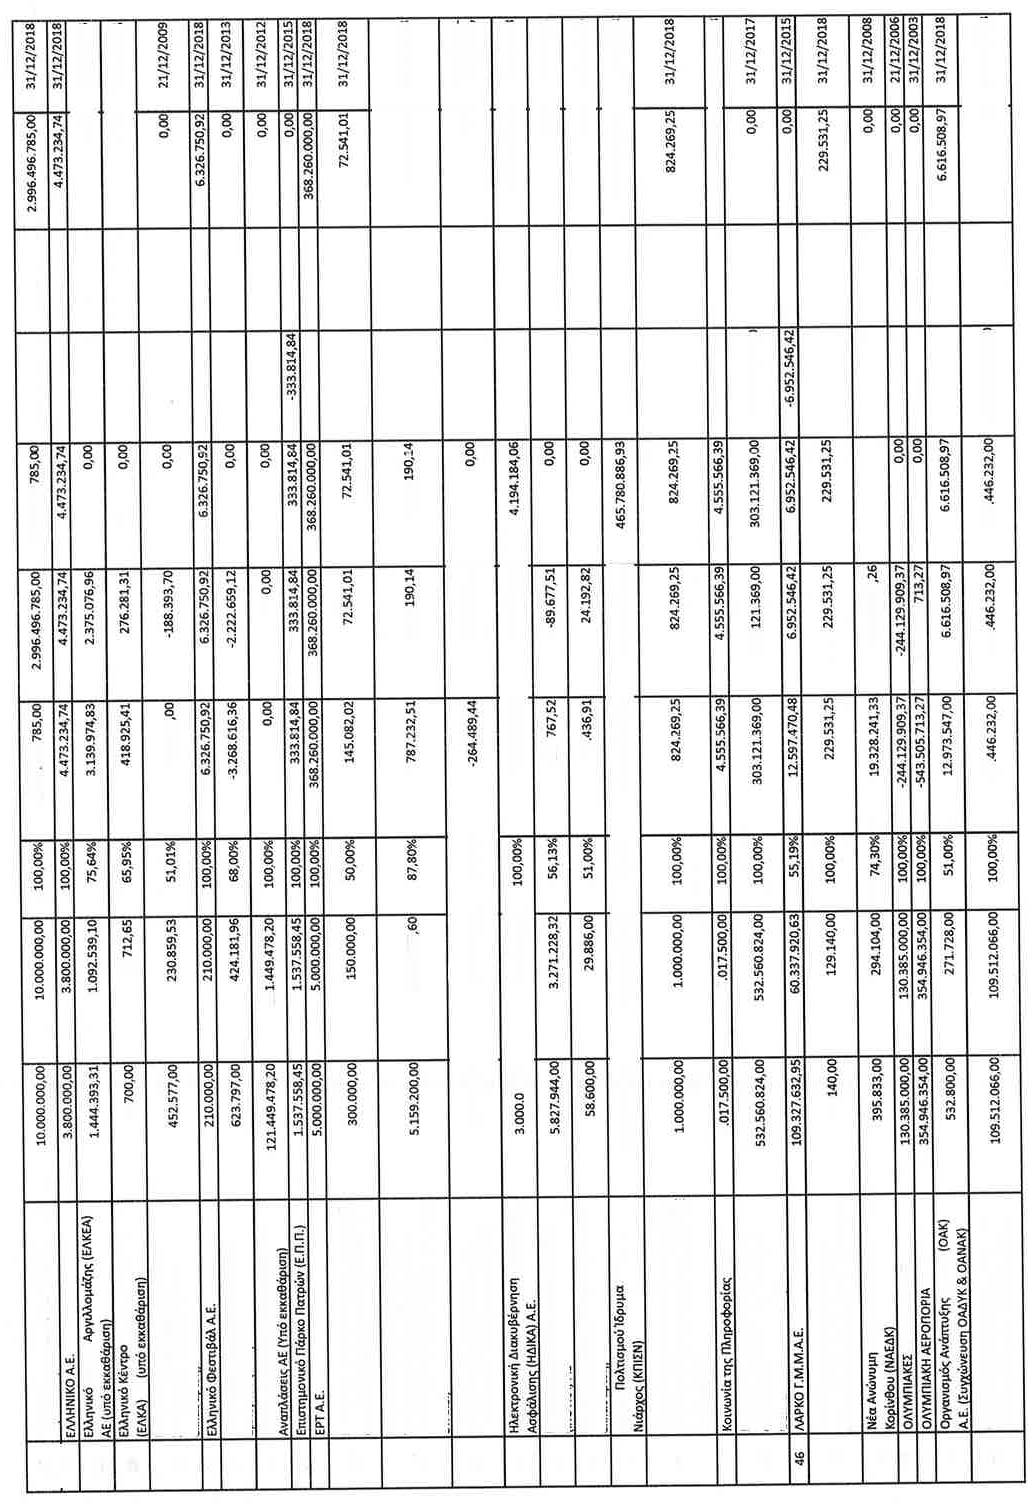 10.000.000,00 10.000.000,00 100,00% 785,00 2.996.496.785,00 785,00 2.996.496.785,00 31/12/2018
ΕΛΛΗΝΙΚΟ Α.Ε. 3.800.000,00 3.800.000,00 100,00% 4.473.234,74 4.473.234,74 4.473.234,74 4.473.234,74 31/12/2018
Ελληνικό Αργιλλομάζης (ΕΛΚΕΑ)
ΑΕ (υπό εκκαθάριση) 1.444.393,31 1.092.539,10 75,64% 3.139.974,83 2.375.076,96 0,00
Ελληνικό Κέντρο
(ΕΛΚΑ) (υπό εκκαθάριση) 700,00 712,65 65,95% 418.925,41 276.281,31 0,00
452.577,00 230.859,53 51,01% ,00 -188.393,70 0,00 0,00 21/12/2009
Ελληνικό Φεστιβάλ Α.Ε. 210.000,00 210.000,00 100,00% 6.326.750,92 6.326.750,92 6.326.750,92 6.326.750,92 31/12/2018
623.797,00 424.181,96 68,00% -3.268.616,36 -2.222.659,12 0,00 0,00 31/12/2013
Αναπλάσεις ΑΕ (Υπό εκκαθάριση) 121.449.478,20 1.449.478,20 100,00% 0,00 0,00 0,00 0,00 31/12/2012
Επιστημονικό Πάρκο Πατρών (Ε.Π.Π.) 1.537.558,45 1.537.558,45 100,00% 333.814,84 333.814,84 333.814,84 -333.814,84 0,00 31/12/2015
ΕΡΤ Α.Ε. 5.000.000,00 5.000.000,00 100,00% 368.260.000,00 368.260.000,00 368.260.000,00 368.260.000,00 31/12/2018
300.000,00 150.000,00 50,00% 145.082,02 72.541,01 72.541,01 72.541,01 31/12/2018
5.159.200,00 ,60 87,80% 787.232,51 190,14 190,14
-264.489,44 0,00
Ηλεκτρονική Διακυβέρνηση
Ασφάλισης (ΗΔΙΚΑ) Α.Ε. 3.000.0 100,00% 4.194.184,06
5.827.944,00 3.271.228,32 56,13% 767,52 -89.677,51 0,00
58.600,00 29.886,00 51,00% .436,91 24.192,82 0,00
Πολιτισμού Ίδρυμα
Νιάρχος (ΚΠΙΣΝ) 465.780.886,93
1.000.000,00 1.000.000,00 100,00% 824.269,25 824.269,25 824.269,25 824.269,25 31/12/2018
Κοινωνία της Πληροφορίας .017.500,00 .017.500,00 100,00% 4.555.566,39 4.555.566,39 4.555.566,39
532.560.824,00 532.560.824,00 100,00% 303.121.369,00 121.369,00 303.121.369,00 0,00 31/12/2017
46 ΛΑΡΚΟ Γ.Μ.Μ.Α.Ε. 109.327.632,95 60.337.920,63 55,19% 12.597.470,48 6.952.546,42 6.952.546,42 -6.952.546,42 0,00 31/12/2015
140,00 129.140,00 100,00% 229.531,25 229.531,25 229.531,25 229.531,25 31/12/2018
Νέα Ανώνυμη
Κορίνθου (ΝΑΕΔΚ) 395.833,00 294.104,00 74,30% 19.328.241,33 ,26 0,00 31/12/2008
ΟΛΥΜΠΙΑΚΕΣ 130.385.000,00 130.385.000,00 100,00% -244.129.909,37 -244.129.909,37 0,00 0,00 21/12/2006
ΟΛΥΜΠΙΑΚΗ ΑΕΡΟΠΟΡΙΑ 354.946.354,00 354.946.354,00 100,00% -543.505.713,27 713,27 0,00 0,00 31/12/2003
Οργανισμός Ανάπτυξης (ΟΑΚ)
Α.Ε. (Συγχώνευση ΟΑΔΥΚ & ΟΑΝΑΚ) 532.800,00 271.728,00 51,00% 12.973.547,00 6.616.508,97 6.616.508,97 6.616.508,97 31/12/2018
109.512.066,00 109.512.066,00 100,00% .446.232,00 .446.232,00 .446.232,00